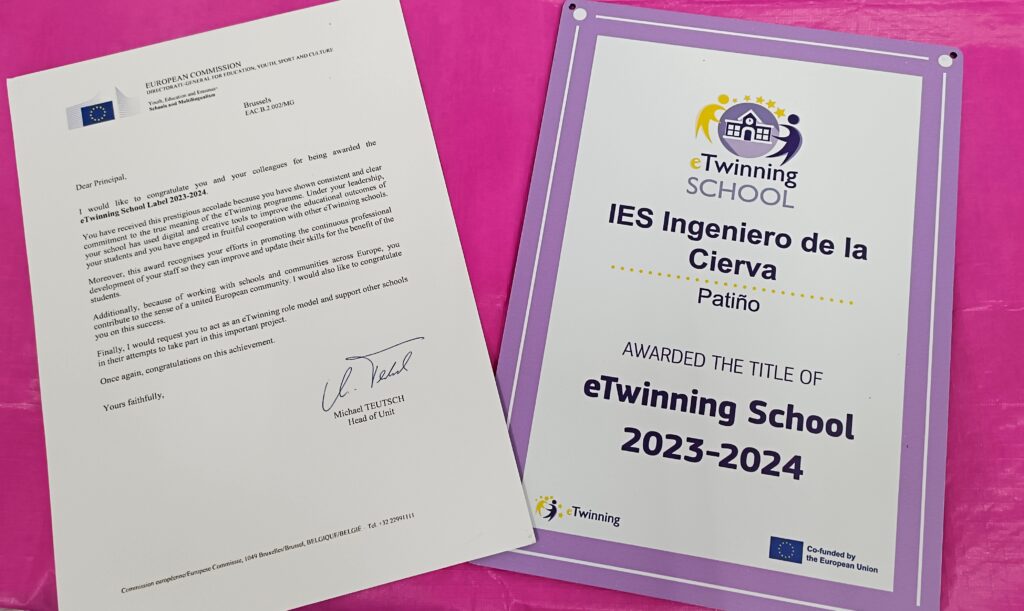 EUROPEAN COMMISSION
DIRECTORATE-GENERAL FOR EDUCATION, YOUTH, SPORT AND CULTURE
Youth, Education and Erasmus+
Schools and Multilingualism
Brussels
EAC.B.2.002/MG
Dear Principal,
I would like to congratulate you and your colleagues for being awarded the
eTwinning School Label 2023-2024.
You have received this prestigious accolade because you have shown consistent and clear
commitment to the true meaning of the eTwinning programme. Under your leadership,
your school has used digital and creative tools to improve the educational outcomes of
your students and you have engaged in fruitful cooperation with other eTwinning schools.
Moreover, this award recognises your efforts in promoting the continuous professional
development of your staff so they can improve and update their skills for the benefit of the
students.
Additionally, because of working with schools and communities across Europe, you
contribute to the sense of a united European community. I would also like to congratulate
you on this success.
Finally, I would request you to act as an eTwinning role model and support other schools
in their attempts to take part in this important project.
Once again, congratulations on this achievement.
Yours faithfully,
Michael TEUTSCH
Head of Unit
Commission européenne/Europese Commissie, 1049 Bruxelles/Brussel, BELGIQUE/BELGIË - Tel. +32 22991111
eTwinning
SCHOOL
IES Ingeniero de la
Cierva
Patiño
AWARDED THE TITLE OF
eTwinning School
2023-2024
eTwinning
Co-funded by
the European Union